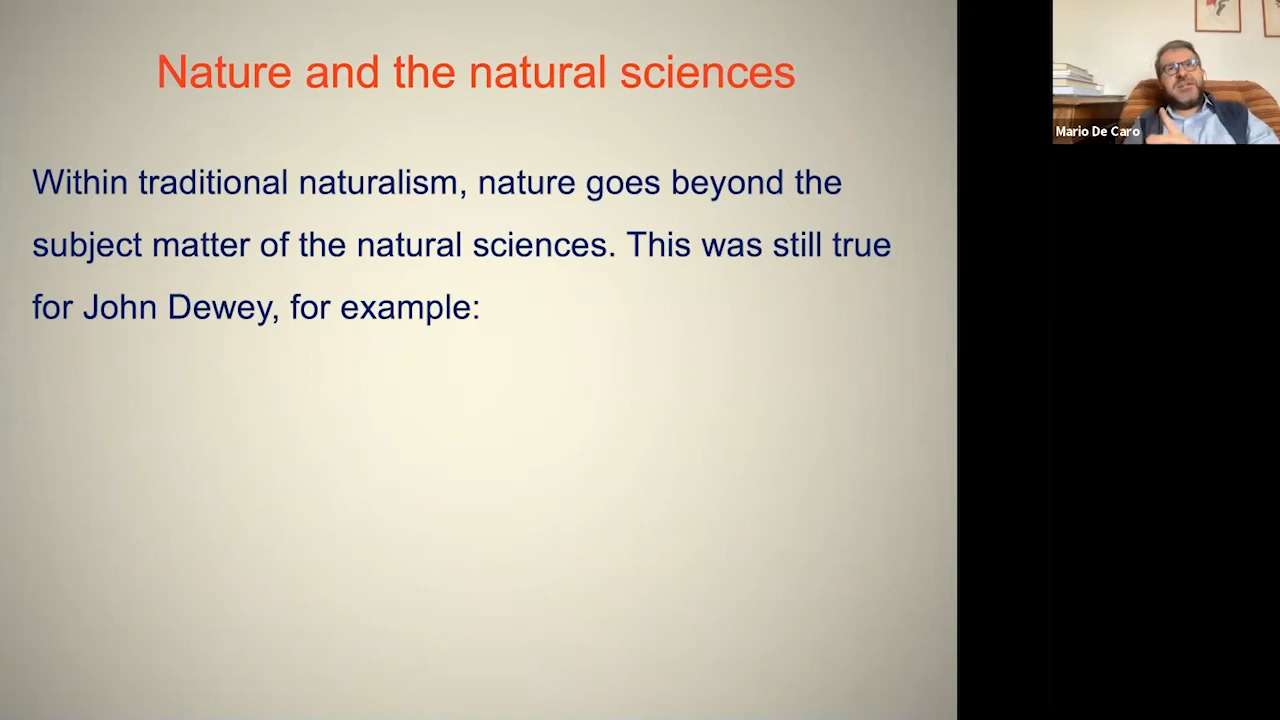 Nature and the natural sciences
Within traditional naturalism, nature goes beyond the
subject matter of the natural sciences. This was still true
for John Dewey, for example:
Mario De Caro